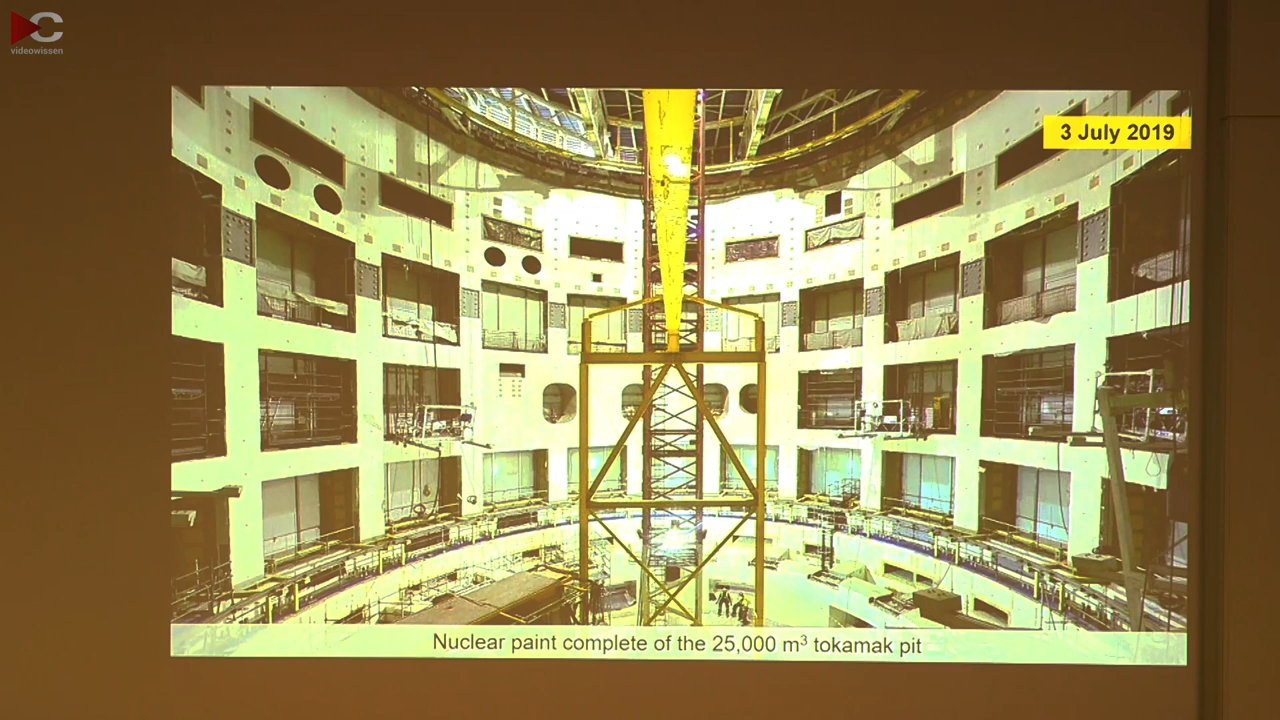 C
videowissen
3 July 2019
Nuclear paint complete of the 25,000 m³ tokamak pit